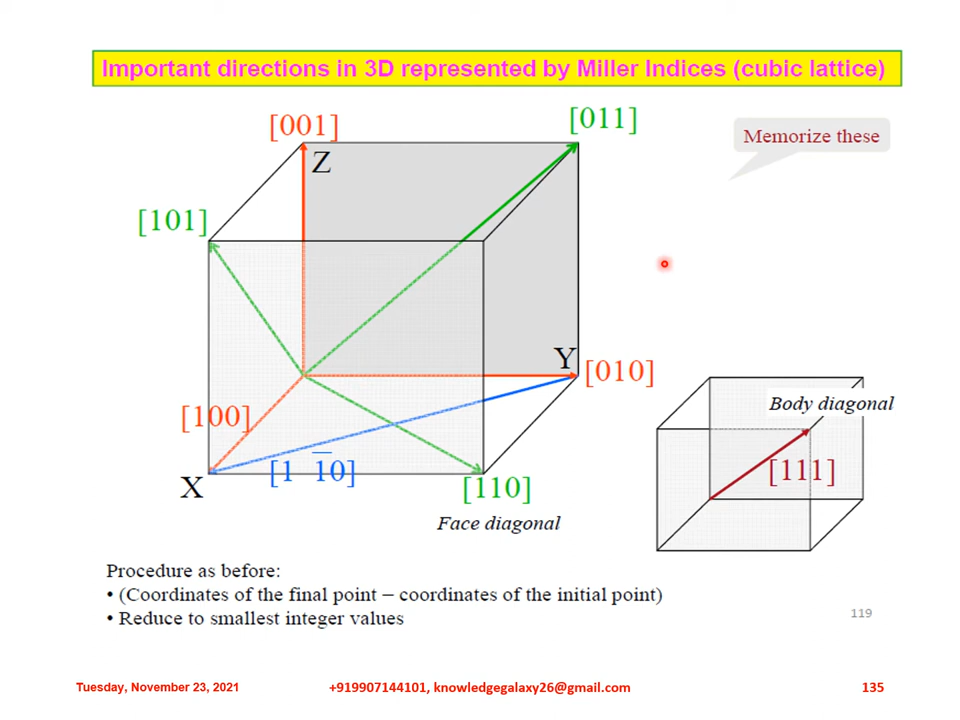 Important directions in 3D represented by Miller Indices (cubic lattice)
[001]
[011]
Memorize these
Z
[101]
Y
[010]
[100]
Body diagonal
[1 1̅0]
[111]
X
[110]
Face diagonal
Procedure as before:
• (Coordinates of the final point − coordinates of the initial point)
• Reduce to smallest integer values
119
Tuesday, November 23, 2021
+919907144101, knowledgegalaxy26@gmail.com
135